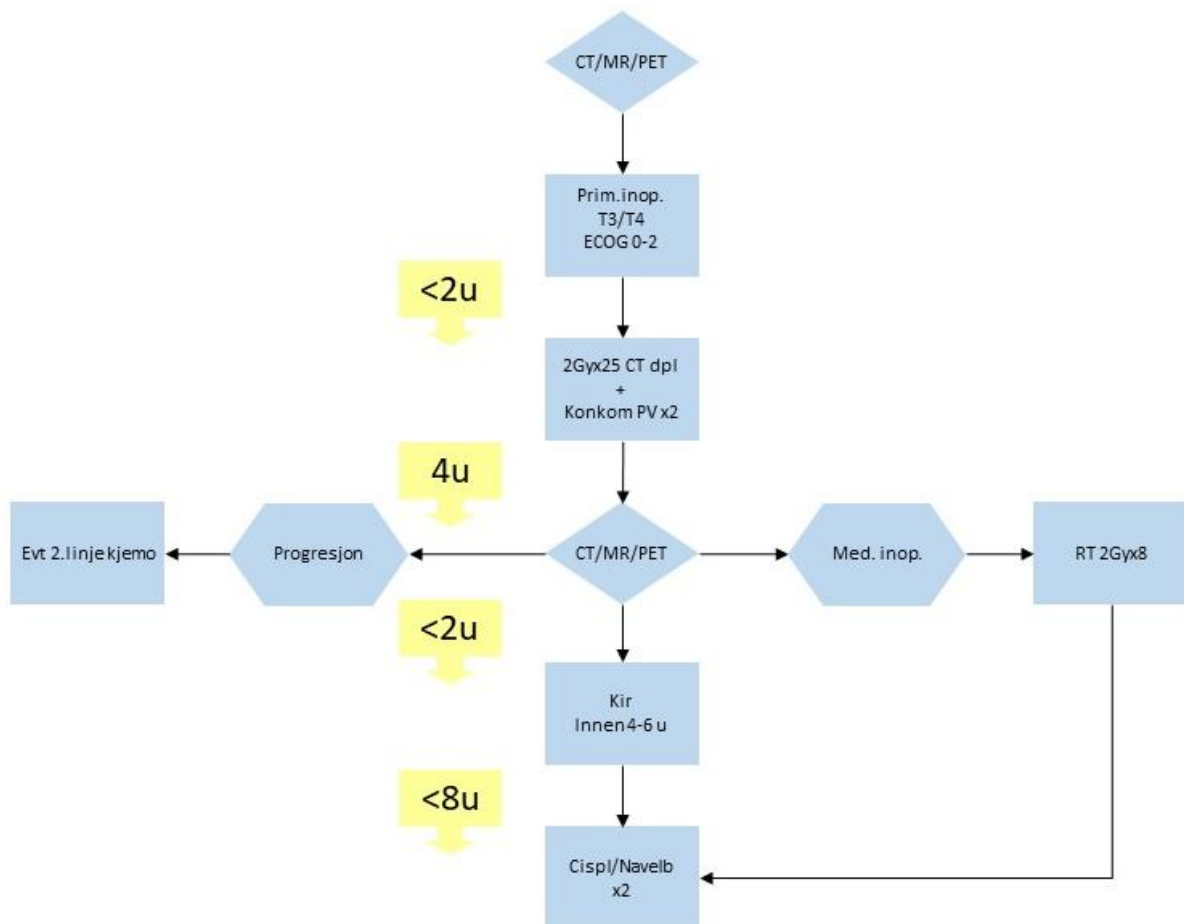 CT/MR/PET
Prim.inop.
T3/T4
ECOG 0-2
<2u
2Gyx25 CT dpl
+
Konkom PV x2
4u
Evt 2.linje kjemo
Progresjon
CT/MR/PET
Med. inop.
RT 2Gyx8
<2u
Kir
Innen 4-6 u
<8u
Cispl/Navelb
x2